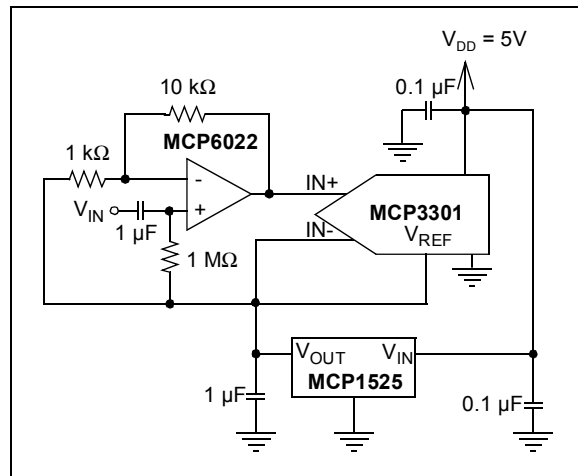 V_DD = 5V
0.1 µF
10 kΩ
MCP6022
1 kΩ
-
+
V_IN
1 µF
1 MΩ
IN+
IN-
MCP3301
V_REF
V_OUT
V_IN
MCP1525
1 µF
0.1 µF